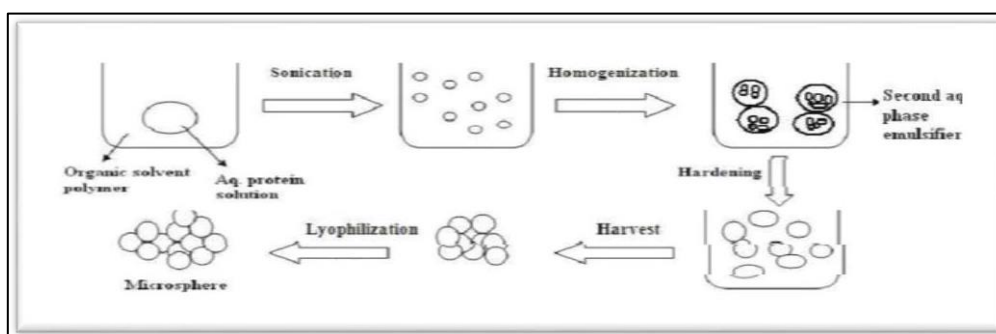 Sonication
Homogenization
Second aq
phase
emulsifier
Organic solvent
polymer
Aq. protein
solution
Hardening
Lyophilization
Harvest
Microsphere